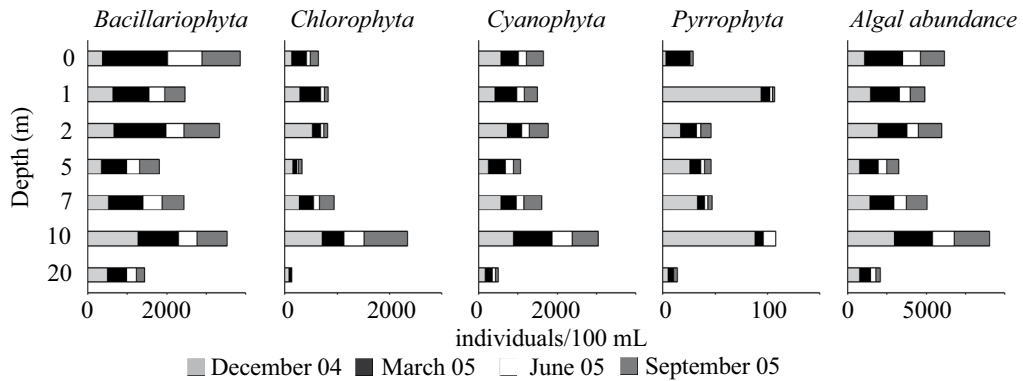 Bacillariophyta Chlorophyta Cyanophyta Pyrrophyta Algal abundance
Depth (m)
0
1
2
5
7
10
20
0 2000 0 2000 0 2000 0 100 0 5000
individuals/100 mL
December 04 March 05 June 05 September 05